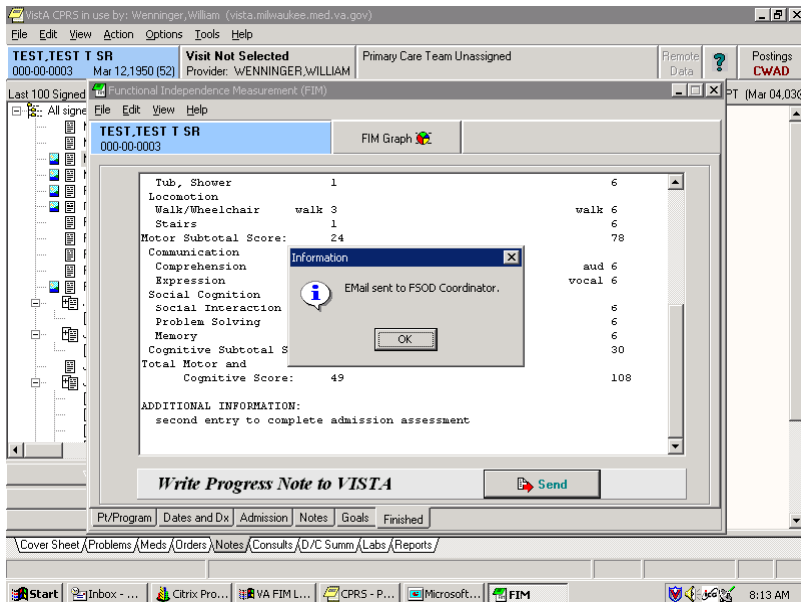 VistA CPRS in use by: Wenninger,William (vista.milwaukee.med.va.gov)
File Edit View Action Options Tools Help
TEST,TEST T SR
000-00-0003 Mar 12,1950 (52)
Visit Not Selected
Provider: WENNINGER,WILLIAM
Primary Care Team Unassigned
Remote
Data
?
Postings
CWAD
Last 100 Signed
PT (Mar 04,03@
All signe
Functional Independence Measurement (FIM)
File Edit View Help
TEST,TEST T SR
000-00-0003
FIM Graph
Tub, Shower 1 6
Locomotion
Walk/Wheelchair walk 3 walk 6
Stairs 1 6
Motor Subtotal Score: 24 78
Communication
Comprehension aud 6
Expression vocal 6
Social Cognition
Social Interaction 6
Problem Solving 6
Memory 6
Cognitive Subtotal S 30
Total Motor and
Cognitive Score: 49 108
ADDITIONAL INFORMATION:
second entry to complete admission assessment
Information
EMail sent to FSOD Coordinator.
OK
Write Progress Note to VISTA
Send
Pt/Program Dates and Dx Admission Notes Goals Finished
Cover Sheet Problems Meds Orders Notes Consults D/C Summ Labs Reports
Start Inbox - ... Citrix Pro... VA FIM L... CPRS - P... Microsoft... FIM 8:13 AM